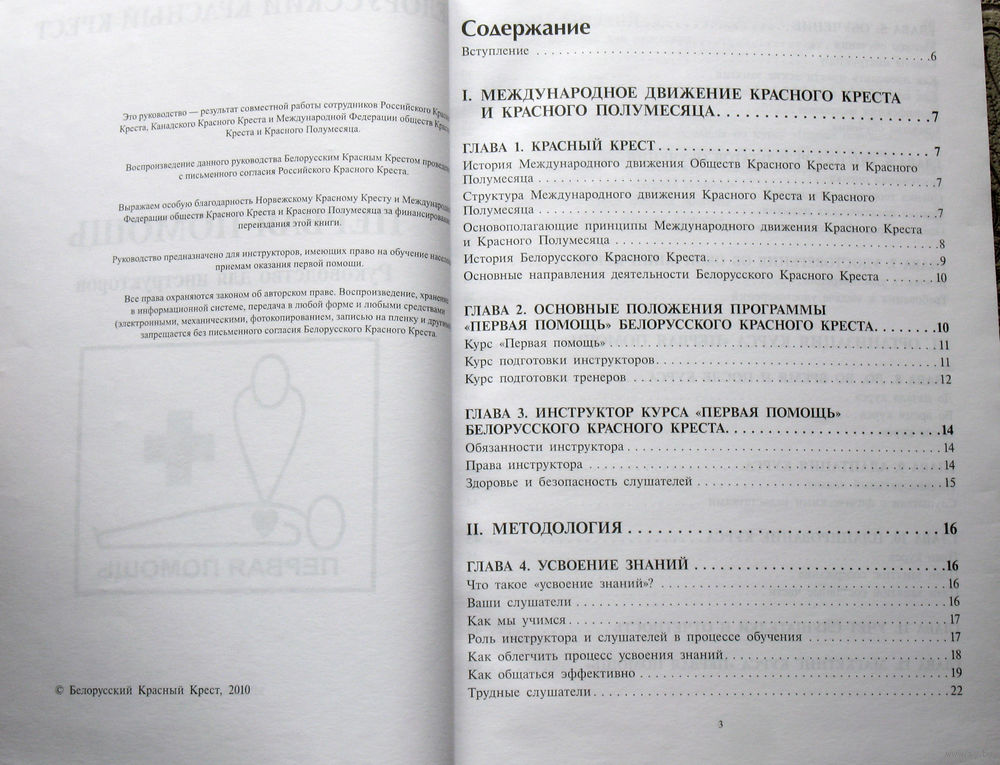 Это руководство — результат совместной работы сотрудников Российского
Креста, Канадского Красного Креста и Международной Федерации обществ
Креста и Красного Полумесяца.
Воспроизведение данного руководства Белорусским Красным Крестом
с письменного согласия Российского Красного Креста.
Выражаем особую благодарность Норвежскому Красному Кресту и
Федерации обществ Красного Креста и Красного Полумесяца за
переиздания этой книги.
Руководство предназначено для инструкторов, имеющих право на обучение
приемам оказания первой помощи.
Все права охраняются законом об авторском праве. Воспроизведение,
в информационной системе, передача в любой форме и любыми средствами
(электронными, механическими, фотокопированием, записью на пленку и
запрещается без письменного согласия Белорусского Красного Креста.
© Белорусский Красный Крест, 2010
Содержание
Вступление . . . 6
I. МЕЖДУНАРОДНОЕ ДВИЖЕНИЕ КРАСНОГО КРЕСТА
И КРАСНОГО ПОЛУМЕСЯЦА. . . . 7
ГЛАВА 1. КРАСНЫЙ КРЕСТ . . . 7
История Международного движения Обществ Красного Креста и Красного
Полумесяца . . . 7
Структура Международного движения Красного Креста и Красного
Полумесяца . . . 7
Основополагающие принципы Международного движения Красного Креста
и Красного Полумесяца . . . 8
История Белорусского Красного Креста. . . . 9
Основные направления деятельности Белорусского Красного Креста . . . 10
ГЛАВА 2. ОСНОВНЫЕ ПОЛОЖЕНИЯ ПРОГРАММЫ
«ПЕРВАЯ ПОМОЩЬ» БЕЛОРУССКОГО КРАСНОГО КРЕСТА. . . . 10
Курс «Первая помощь» . . . 11
Курс подготовки инструкторов. . . . 11
Курс подготовки тренеров . . . 12
ГЛАВА 3. ИНСТРУКТОР КУРСА «ПЕРВАЯ ПОМОЩЬ»
БЕЛОРУССКОГО КРАСНОГО КРЕСТА. . . . 14
Обязанности инструктора . . . 14
Права инструктора . . . 14
Здоровье и безопасность слушателей . . . 15
II. МЕТОДОЛОГИЯ . . . 16
ГЛАВА 4. УСВОЕНИЕ ЗНАНИЙ . . . 16
Что такое «усвоение знаний»? . . . 16
Ваши слушатели . . . 16
Как мы учимся . . . 17
Роль инструктора и слушателей в процессе обучения . . . 17
Как облегчить процесс усвоения знаний. . . . 18
Как общаться эффективно . . . 19
Трудные слушатели . . . 22
3